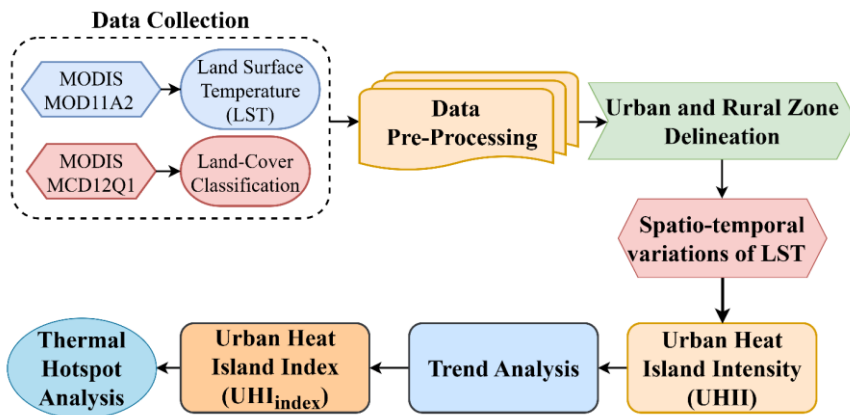 Data Collection
MODIS
MOD11A2
Land Surface
Temperature
(LST)
MODIS
MCD12Q1
Land-Cover
Classification
Data
Pre-Processing
Urban and Rural Zone
Delineation
Spatio-temporal
variations of LST
Urban Heat
Island Intensity
(UHII)
Trend Analysis
Urban Heat
Island Index
(UHIindex)
Thermal
Hotspot
Analysis